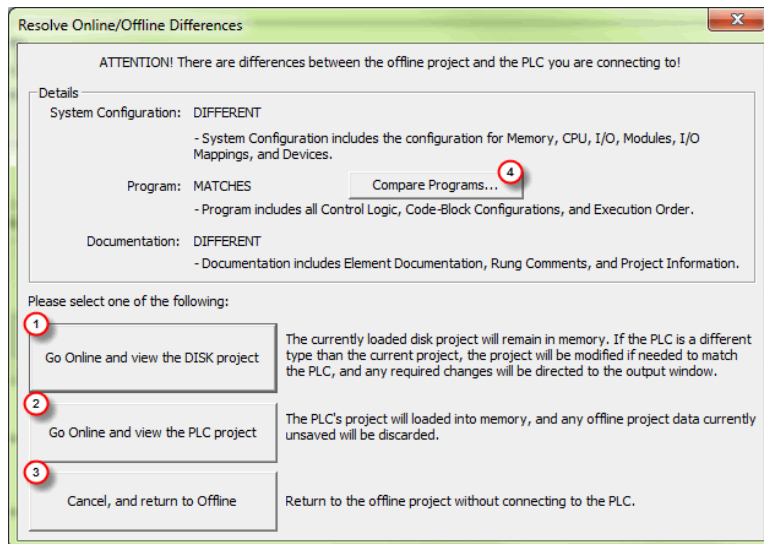 Resolve Online/Offline Differences
ATTENTION! There are differences between the offline project and the PLC you are connecting to!
Details
System Configuration: DIFFERENT
- System Configuration includes the configuration for Memory, CPU, I/O, Modules, I/O
Mappings, and Devices.
4
Program: MATCHES Compare Programs...
- Program includes all Control Logic, Code-Block Configurations, and Execution Order.
Documentation: DIFFERENT
- Documentation includes Element Documentation, Rung Comments, and Project Information.
Please select one of the following:
1
Go Online and view the DISK project
The currently loaded disk project will remain in memory. If the PLC is a different
type than the current project, the project will be modified if needed to match
the PLC, and any required changes will be directed to the output window.
2
Go Online and view the PLC project
The PLC's project will loaded into memory, and any offline project data currently
unsaved will be discarded.
3
Cancel, and return to Offline
Return to the offline project without connecting to the PLC.